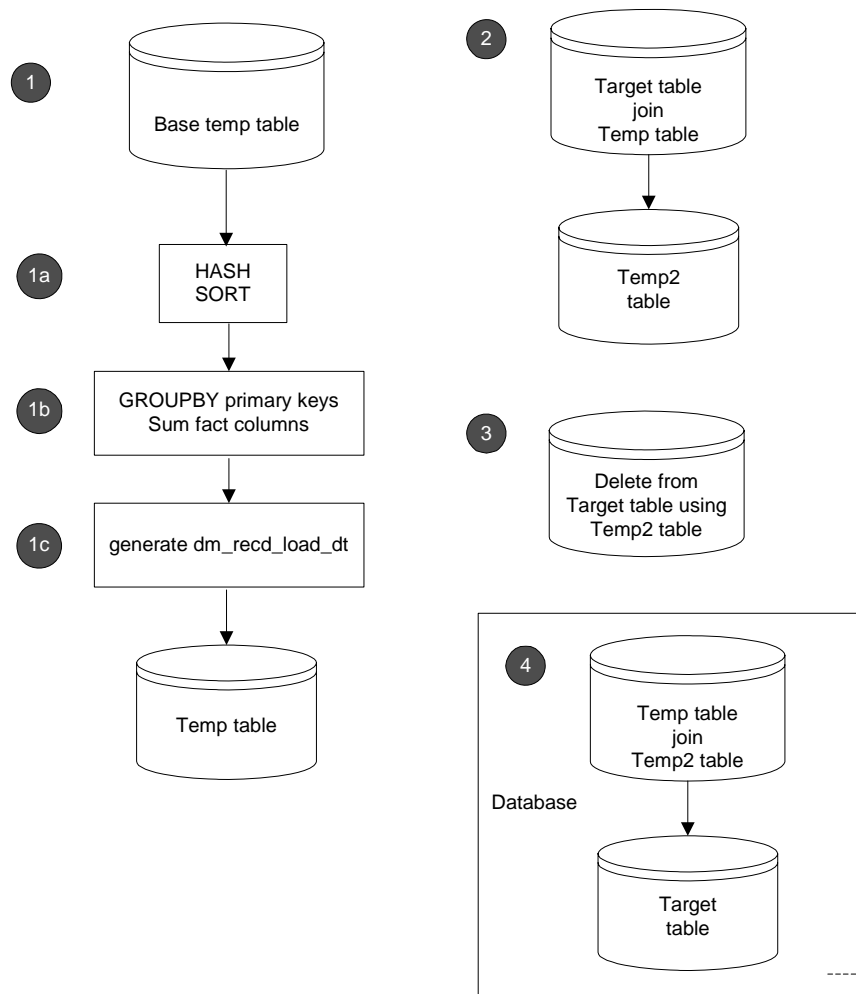 1
Base temp table
1a
HASH
SORT
1b
GROUPBY primary keys
Sum fact columns
1c
generate dm_recd_load_dt
Temp table
2
Target table
join
Temp table
Temp2
table
3
Delete from
Target table using
Temp2 table
4
Temp table
join
Temp2 table
Database
Target
table